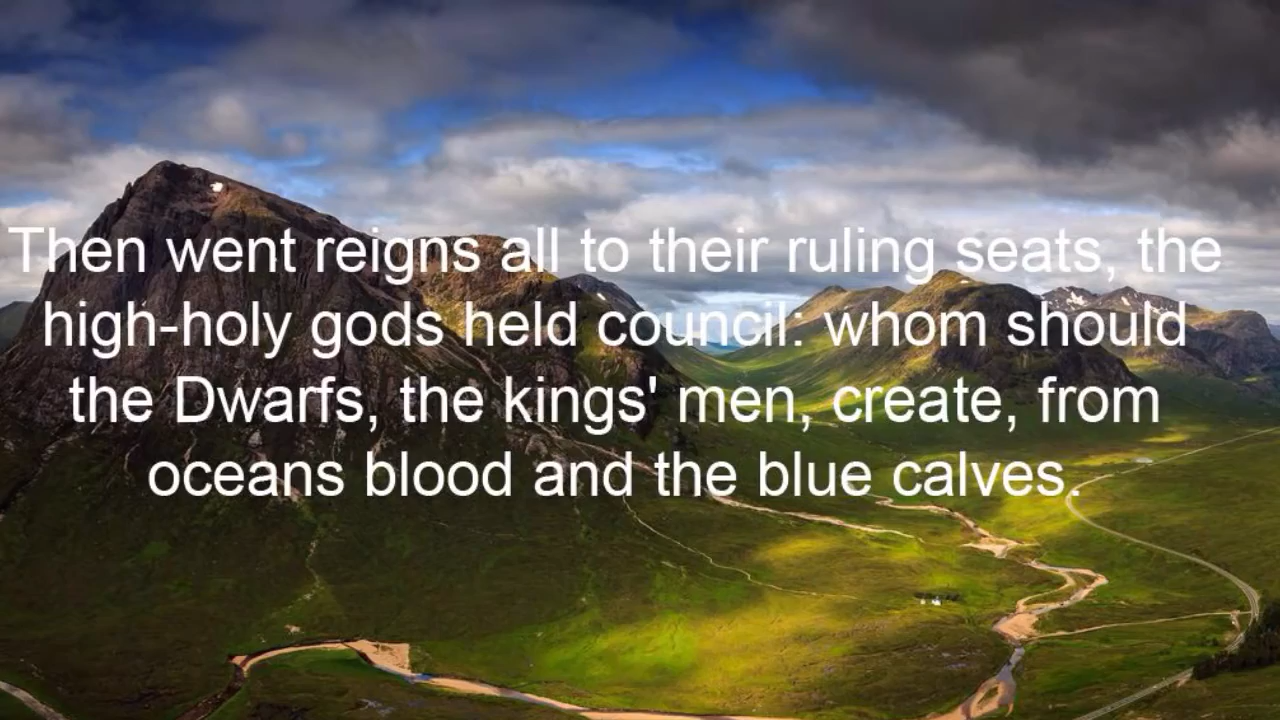 Then went reigns all to their ruling seats, the
high-holy gods held council: whom should
the Dwarfs, the kings' men, create, from
oceans blood and the blue calves.